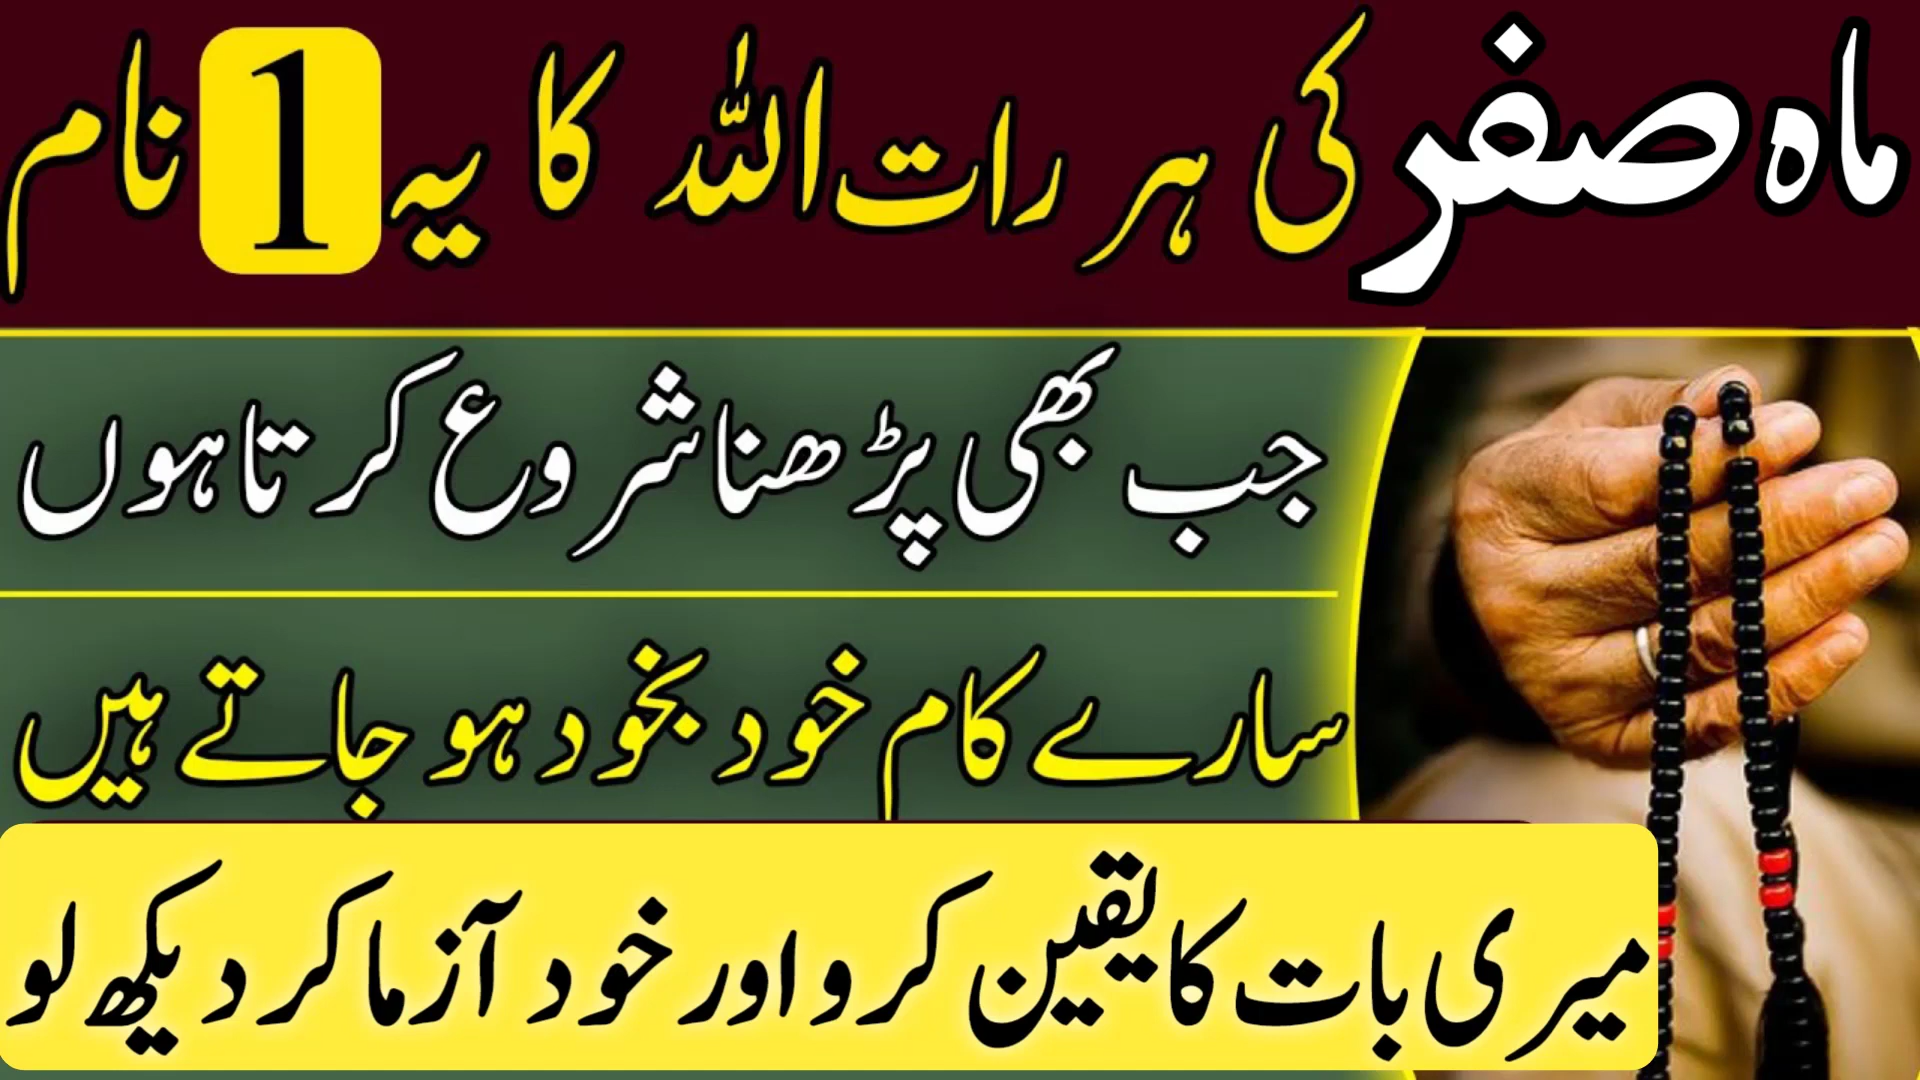 ماہ صفر کی ہر رات اللہ کا یہ 1 نام
جب بھی پڑھنا شروع کرتا ہوں
سارے کام خود بخود ہو جاتے ہیں
میری بات کا یقین کرو اور خود آزما کر دیکھ لو